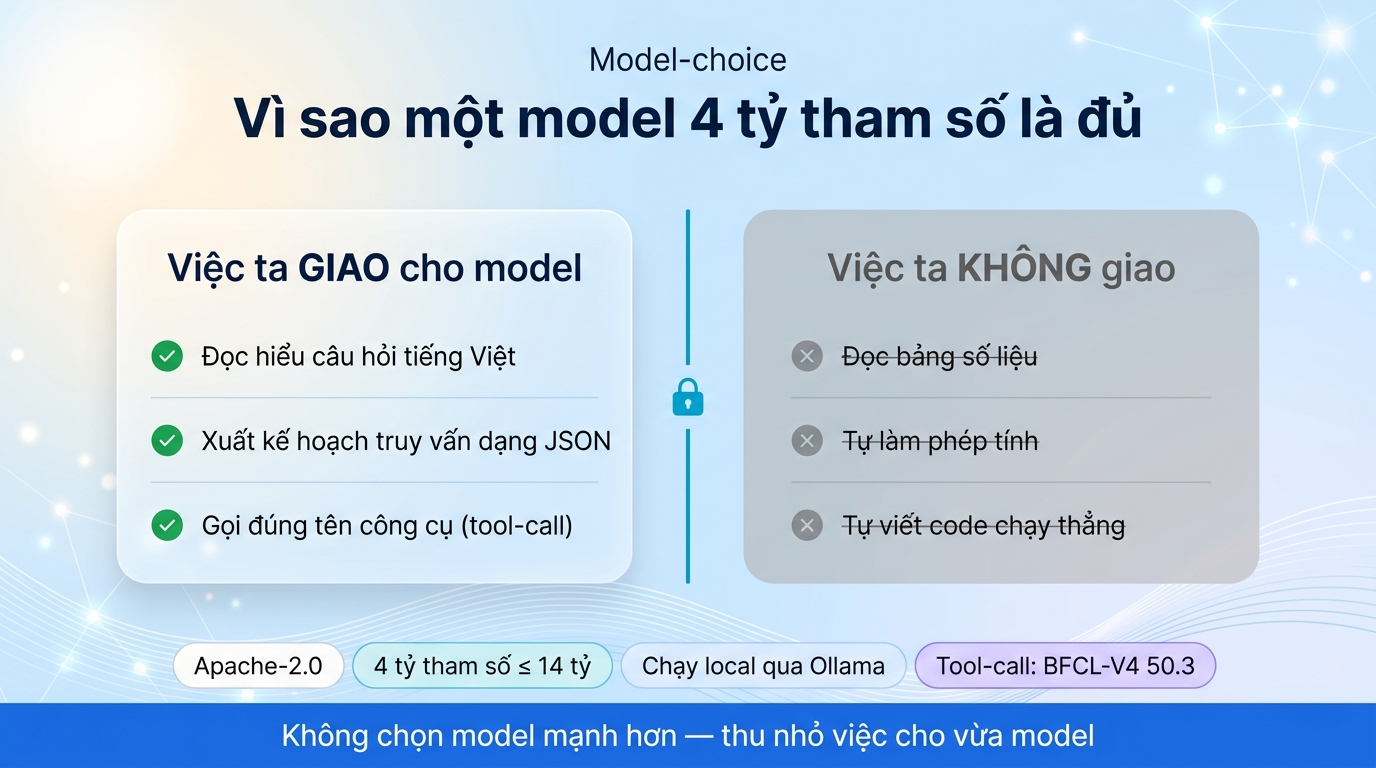 Model-choice
Vì sao một model 4 tỷ tham số là đủ
Việc ta GIAO cho model
Đọc hiểu câu hỏi tiếng Việt
Xuất kế hoạch truy vấn dạng JSON
Gọi đúng tên công cụ (tool-call)
Việc ta KHÔNG giao
Đọc bảng số liệu
Tự làm phép tính
Tự viết code chạy thẳng
Apache-2.0
4 tỷ tham số ≤ 14 tỷ
Chạy local qua Ollama
Tool-call: BFCL-V4 50.3
Không chọn model mạnh hơn — thu nhỏ việc cho vừa model